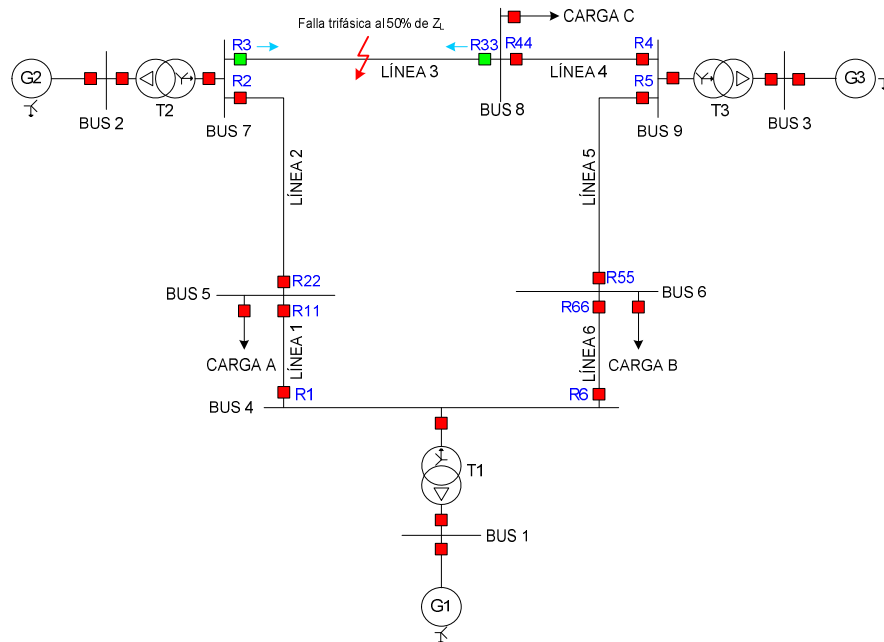 Falla trifásica al 50% de ZL
CARGA C
R3
R33
R44
R4
G2
T2
R2
LÍNEA 3
LÍNEA 4
R5
T3
G3
BUS 2
BUS 7
BUS 8
BUS 9
BUS 3
LÍNEA 2
LÍNEA 5
R22
BUS 5
R11
R55
BUS 6
R66
CARGA A
LÍNEA 1
LÍNEA 6
CARGA B
R1
R6
BUS 4
T1
BUS 1
G1